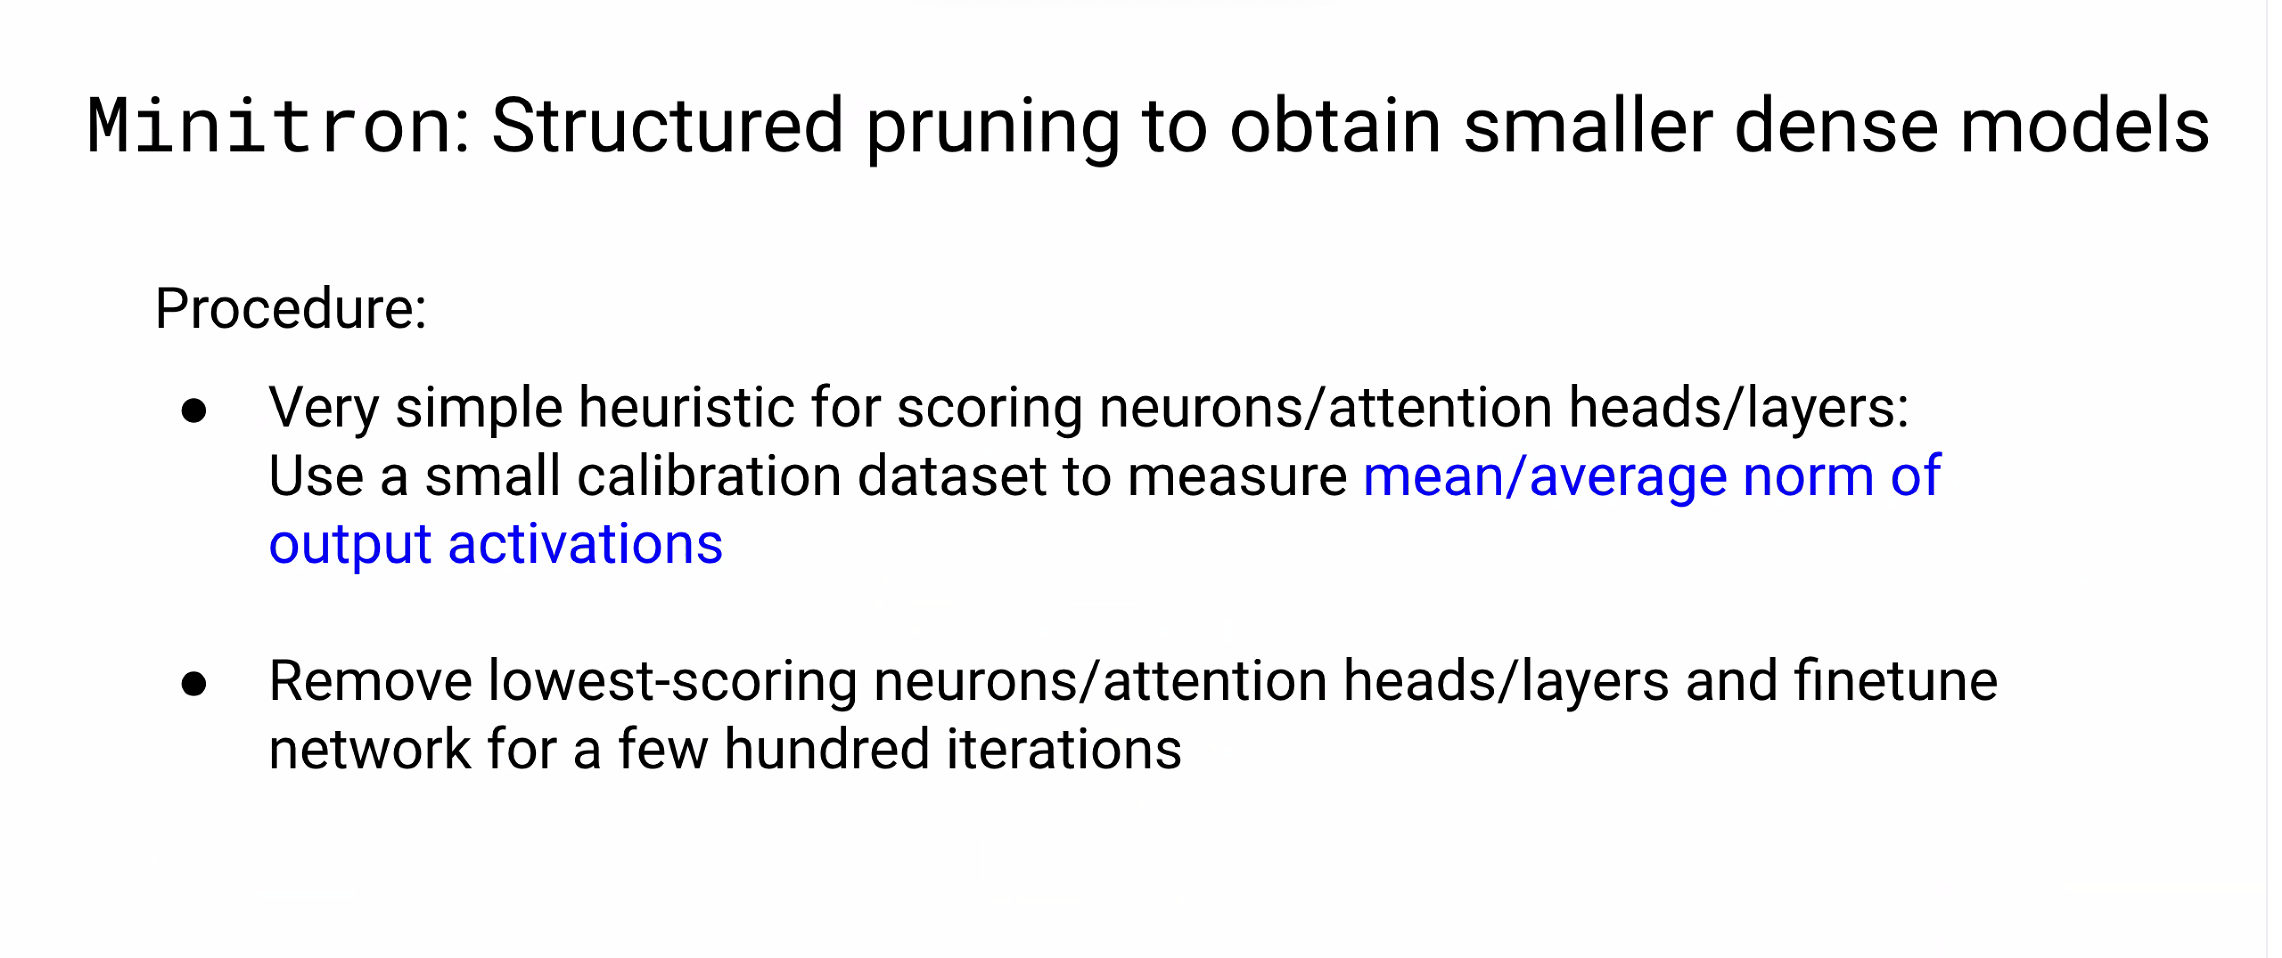 Minitron: Structured pruning to obtain smaller dense models
Procedure:
● Very simple heuristic for scoring neurons/attention heads/layers:
Use a small calibration dataset to measure mean/average norm of
output activations
● Remove lowest-scoring neurons/attention heads/layers and finetune
network for a few hundred iterations